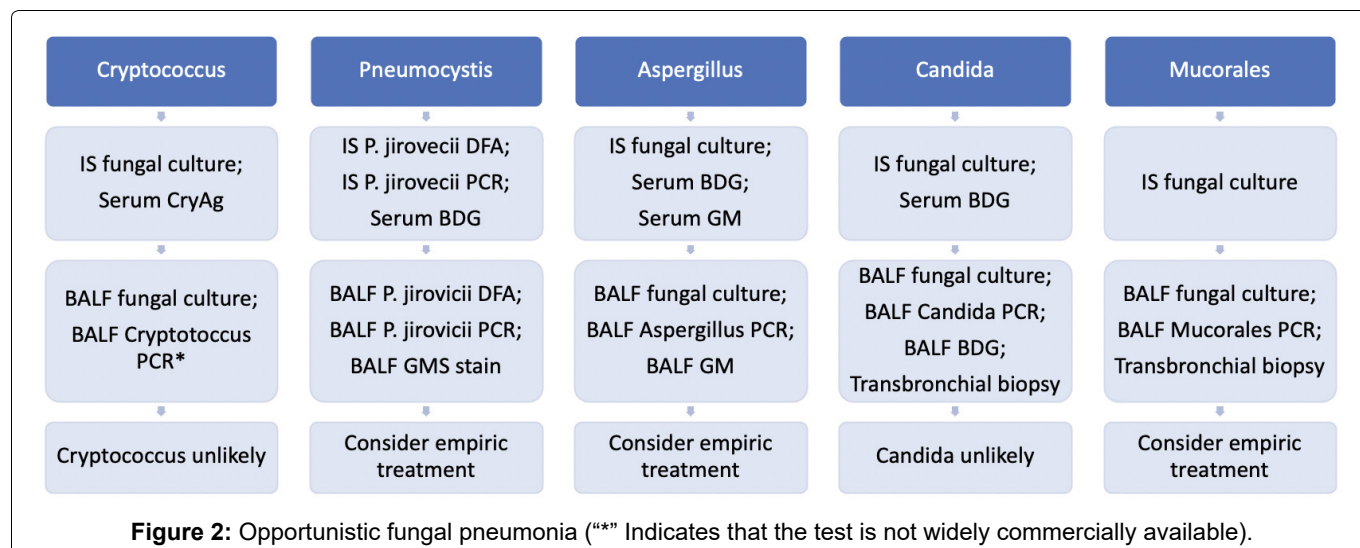 Cryptococcus
Pneumocystis
Aspergillus
Candida
Mucorales
IS fungal culture;
Serum CryAg
IS P. jirovecii DFA;
IS P. jirovecii PCR;
Serum BDG
IS fungal culture;
Serum BDG;
Serum GM
IS fungal culture;
Serum BDG
IS fungal culture
BALF fungal culture;
BALF Cryptotoccus
PCR*
BALF P. jirovicii DFA;
BALF P. jirovicii PCR;
BALF GMS stain
BALF fungal culture;
BALF Aspergillus PCR;
BALF GM
BALF fungal culture;
BALF Candida PCR;
BALF BDG;
Transbronchial biopsy
BALF fungal culture;
BALF Mucorales PCR;
Transbronchial biopsy
Cryptococcus unlikely
Consider empiric
treatment
Consider empiric
treatment
Candida unlikely
Consider empiric
treatment
Figure 2: Opportunistic fungal pneumonia (“*” Indicates that the test is not widely commercially available).